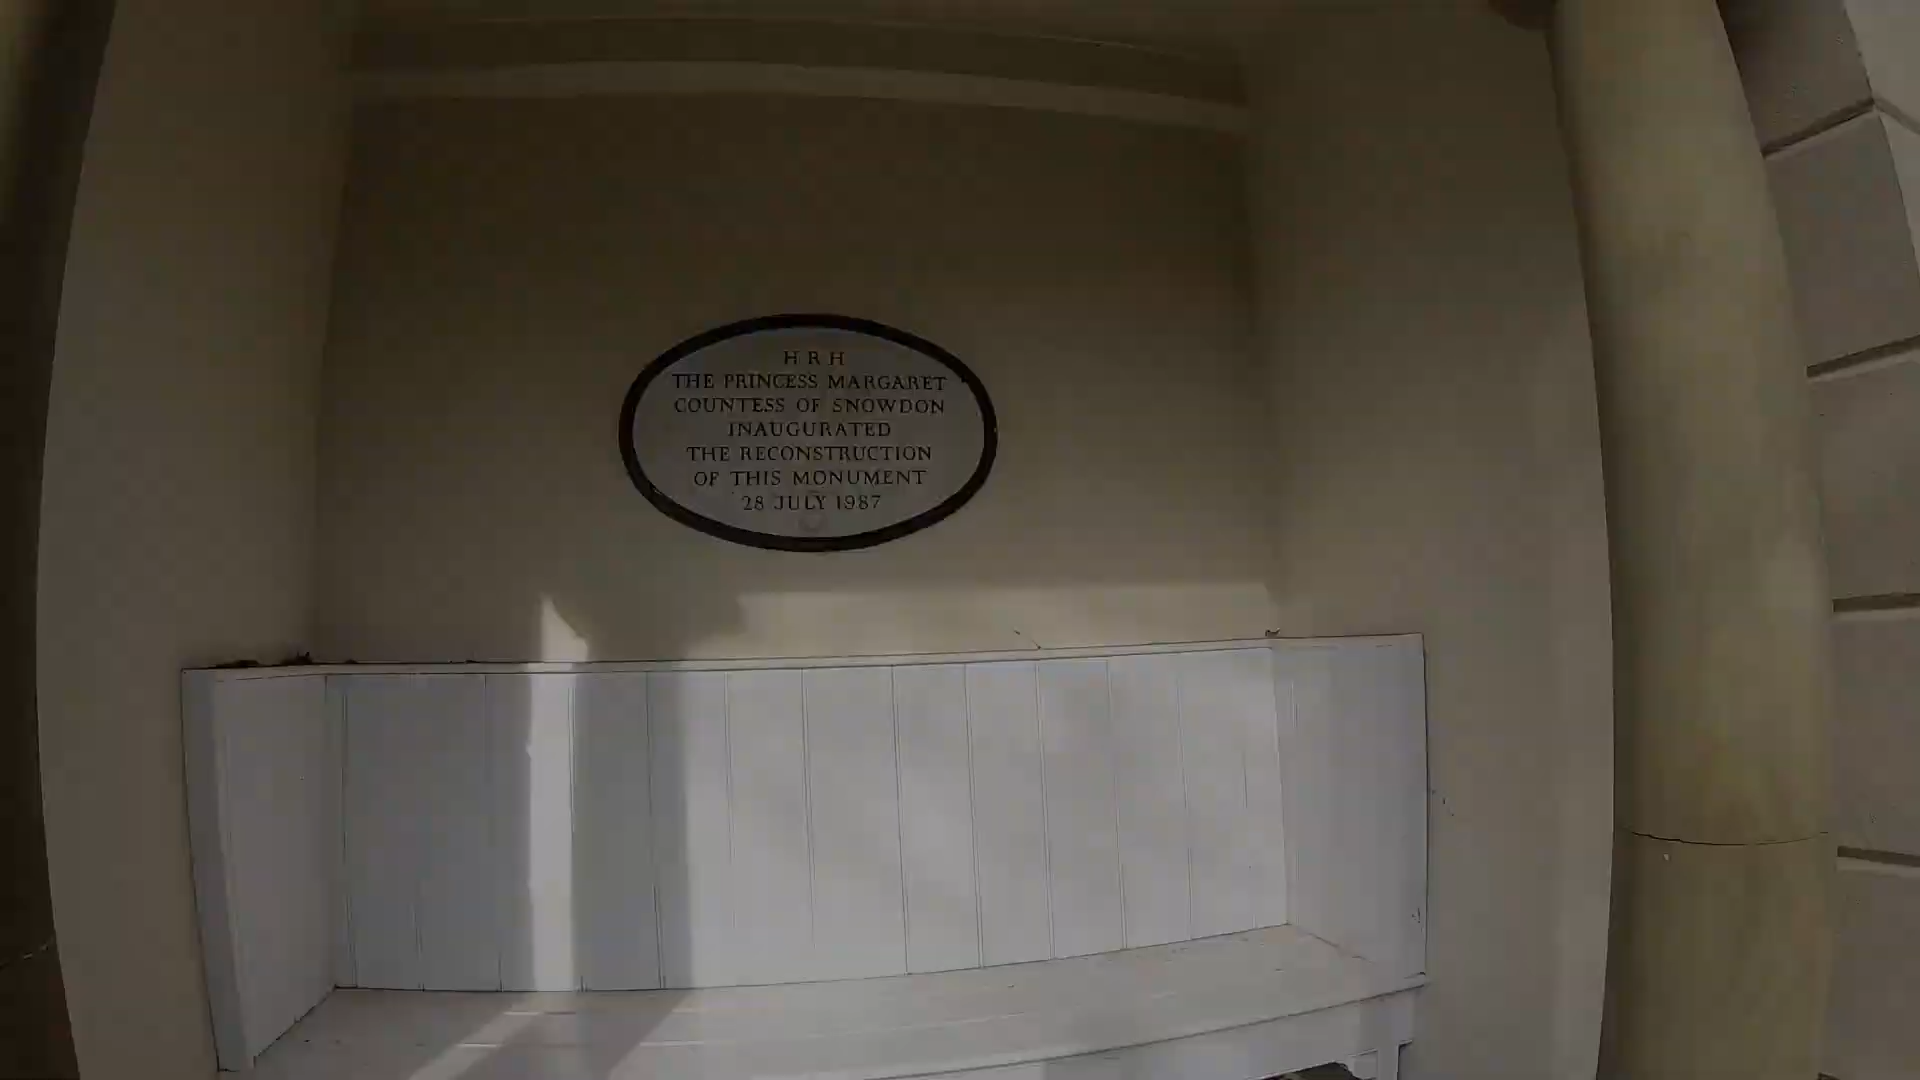 H R H
THE PRINCESS MARGARET
COUNTESS OF SNOWDON
INAUGURATED
THE RECONSTRUCTION
OF THIS MONUMENT
28 JULY 1987